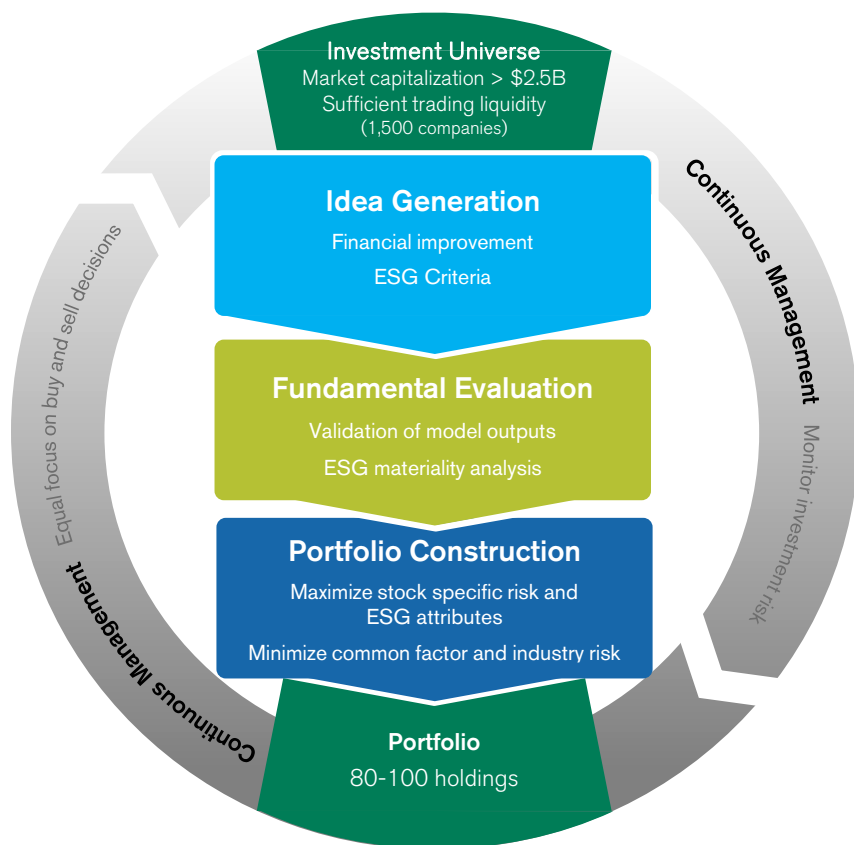 Investment Universe
Market capitalization > $2.5B
Sufficient trading liquidity
(1,500 companies)
Idea Generation
Financial improvement
ESG Criteria
Fundamental Evaluation
Validation of model outputs
ESG materiality analysis
Portfolio Construction
Maximize stock specific risk and
ESG attributes
Minimize common factor and industry risk
Portfolio
80-100 holdings
Continuous Management
Monitor investment risk
Continuous Management
Equal focus on buy and sell decisions